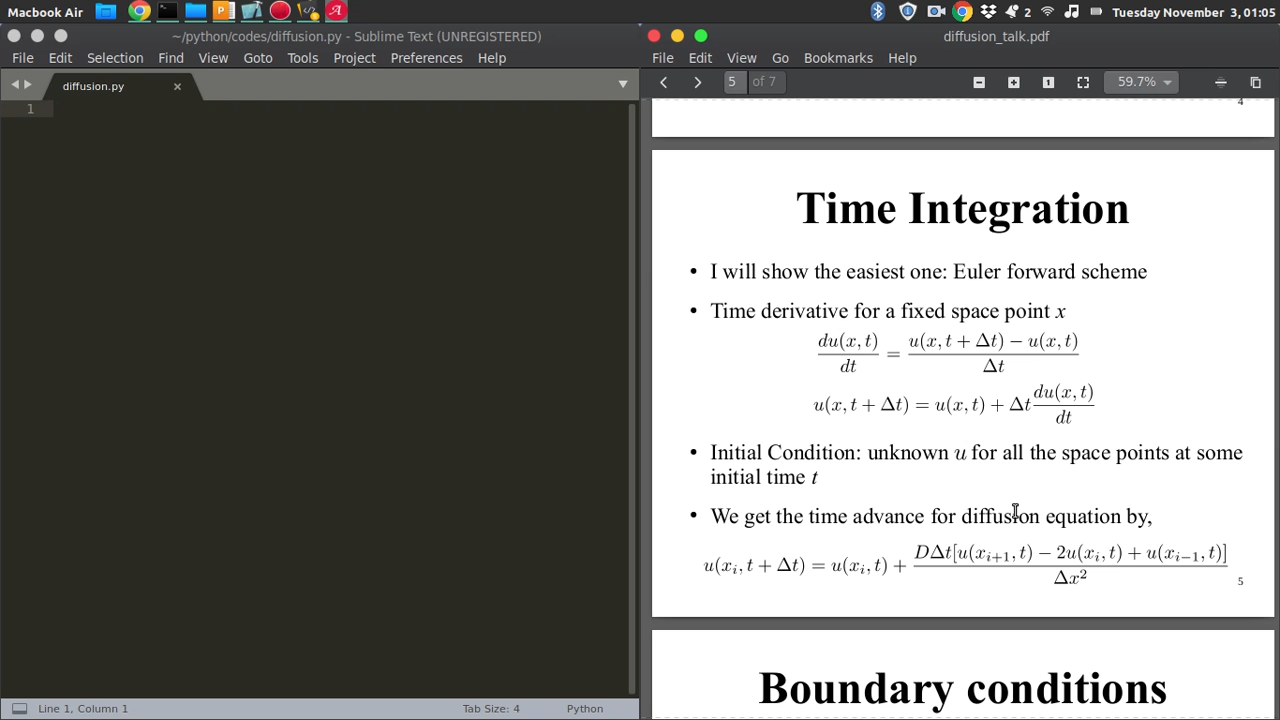 Macbook Air
2
Tuesday November 3, 01:05
~/python/codes/diffusion.py - Sublime Text (UNREGISTERED)
File Edit Selection Find View Goto Tools Project Preferences Help
diffusion.py
1
Line 1, Column 1
Tab Size: 4
Python
diffusion_talk.pdf
File Edit View Go Bookmarks Help
5 of 7
59.7%
4
Time Integration
• I will show the easiest one: Euler forward scheme
• Time derivative for a fixed space point x
du(x, t)/dt = (u(x, t + Δt) − u(x, t))/Δt
u(x, t + Δt) = u(x, t) + Δt du(x, t)/dt
• Initial Condition: unknown u for all the space points at some
initial time t
• We get the time advance for diffusion equation by,
u(xᵢ, t + Δt) = u(xᵢ, t) + DΔt[u(xᵢ₊₁, t) − 2u(xᵢ, t) + u(xᵢ₋₁, t)]/Δx²
5
Boundary conditions